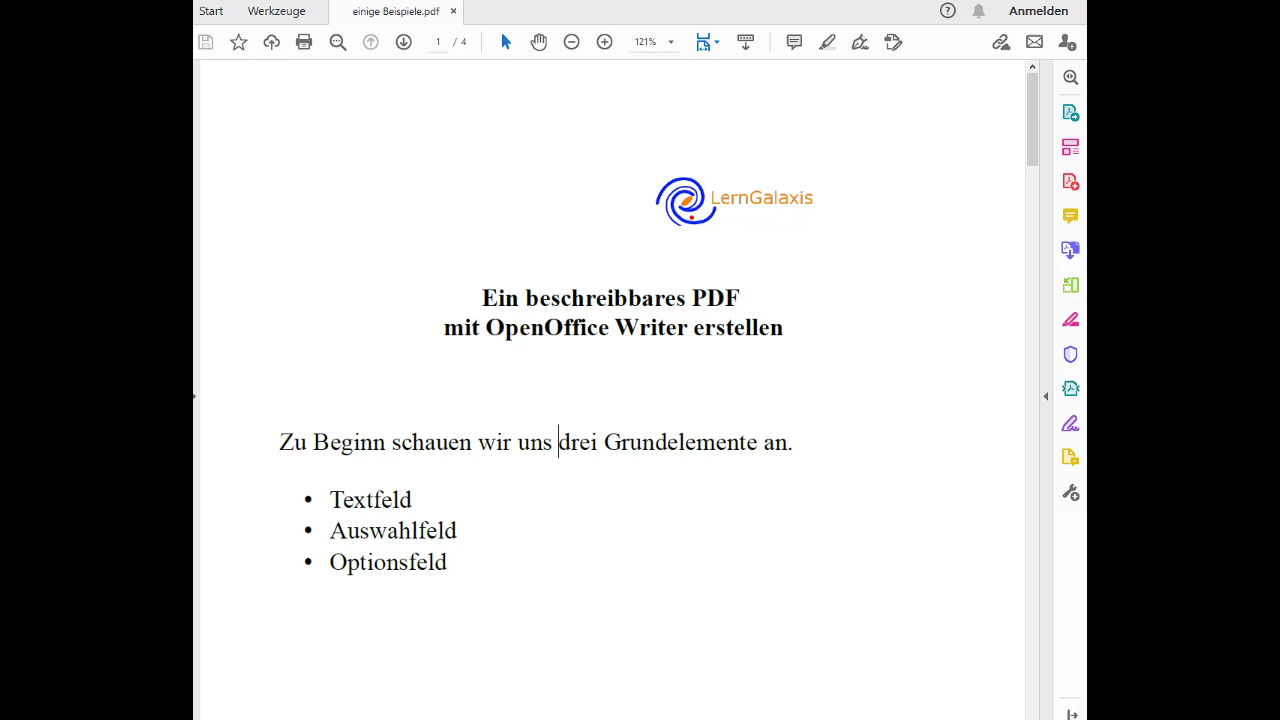 Start Werkzeuge einige Beispiele.pdf × ? Anmelden
1 / 4 121%
LernGalaxis
Ein beschreibbares PDF
mit OpenOffice Writer erstellen
Zu Beginn schauen wir uns drei Grundelemente an.
• Textfeld
• Auswahlfeld
• Optionsfeld